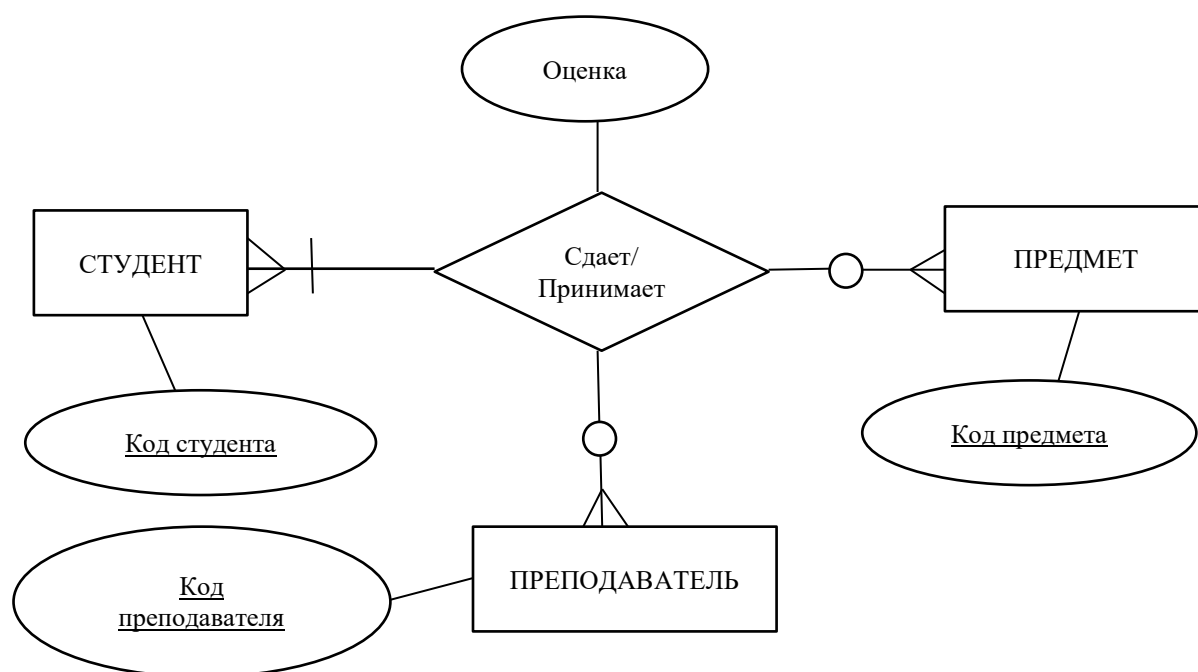 Оценка
СТУДЕНТ
Сдает/
Принимает
ПРЕДМЕТ
Код студента
Код предмета
ПРЕПОДАВАТЕЛЬ
Код
преподавателя